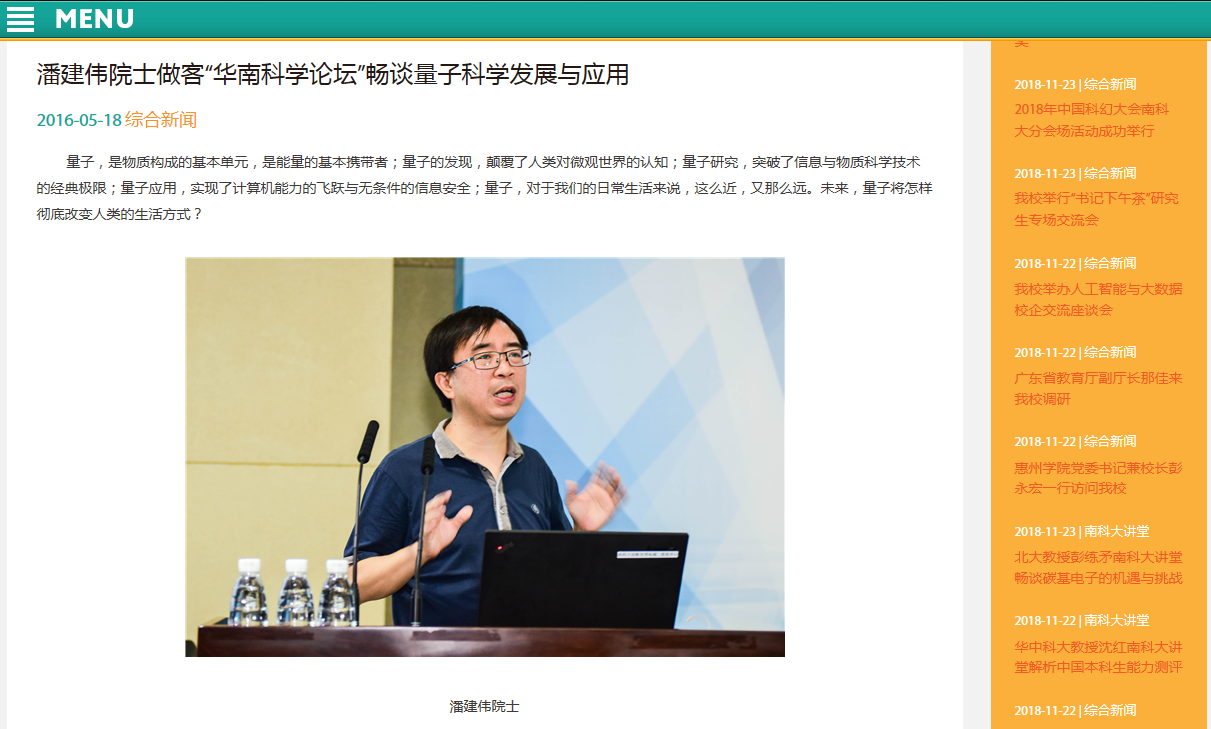 MENU
潘建伟院士做客“华南科学论坛”畅谈量子科学发展与应用
2016-05-18 综合新闻
量子，是物质构成的基本单元，是能量的基本携带者；量子的发现，颠覆了人类对微观世界的认知；量子研究，突破了信息与物质科学技术
的经典极限；量子应用，实现了计算机能力的飞跃与无条件的信息安全；量子，对于我们的日常生活来说，这么近，又那么远。未来，量子将怎样
彻底改变人类的生活方式？
潘建伟院士
2018-11-23 | 综合新闻
2018年中国科幻大会南科
大分会场活动成功举行
2018-11-23 | 综合新闻
我校举行“书记下午茶”研究
生专场交流会
2018-11-22 | 综合新闻
我校举办人工智能与大数据
校企交流座谈会
2018-11-22 | 综合新闻
广东省教育厅副厅长那佳来
我校调研
2018-11-22 | 综合新闻
惠州学院党委书记兼校长彭
永宏一行访问我校
2018-11-23 | 南科大讲堂
北大教授彭练矛南科大讲堂
畅谈碳基电子的机遇与挑战
2018-11-22 | 南科大讲堂
华中科大教授沈红南科大讲
堂解析中国本科生能力测评
2018-11-22 | 综合新闻